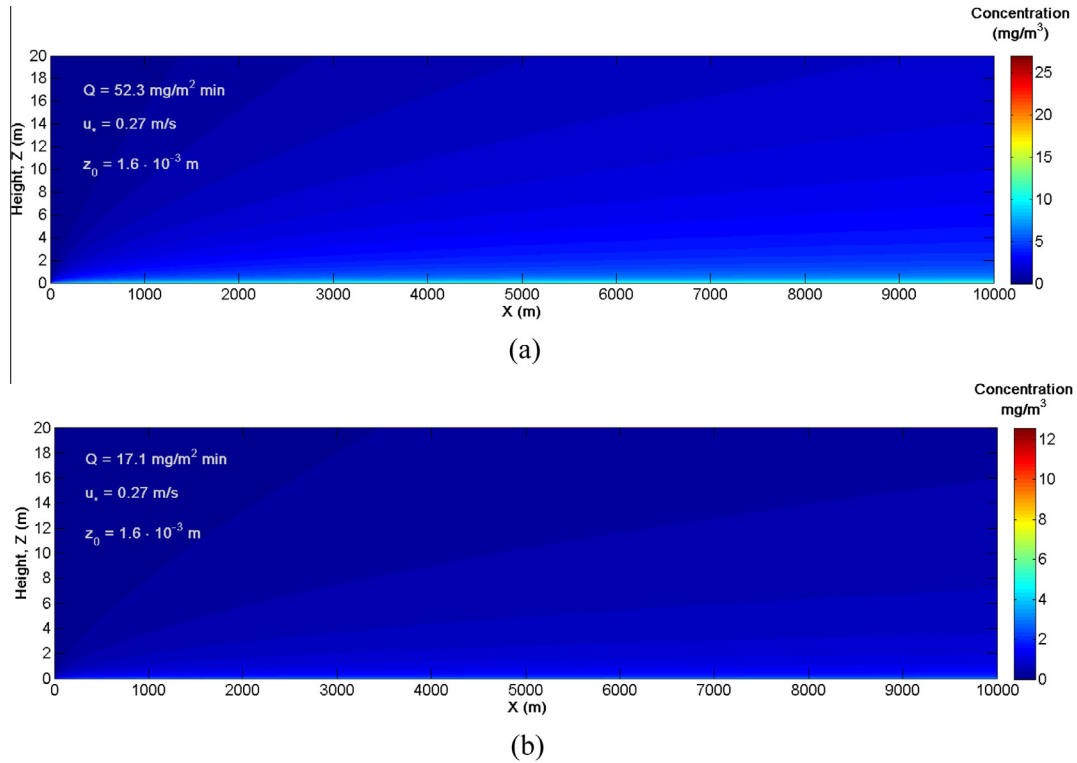 Concentration
(mg/m³)
20
18
16
14
12
10
8
6
4
2
0
Height, Z (m)
Q = 52.3 mg/m² min
u* = 0.27 m/s
z₀ = 1.6 · 10⁻³ m
25
20
15
10
5
0
0 1000 2000 3000 4000 5000 6000 7000 8000 9000 10000
X (m)
(a)
Concentration
mg/m³
20
18
16
14
12
10
8
6
4
2
0
Height, Z (m)
Q = 17.1 mg/m² min
u* = 0.27 m/s
z₀ = 1.6 · 10⁻³ m
12
10
8
6
4
2
0
0 1000 2000 3000 4000 5000 6000 7000 8000 9000 10000
X (m)
(b)